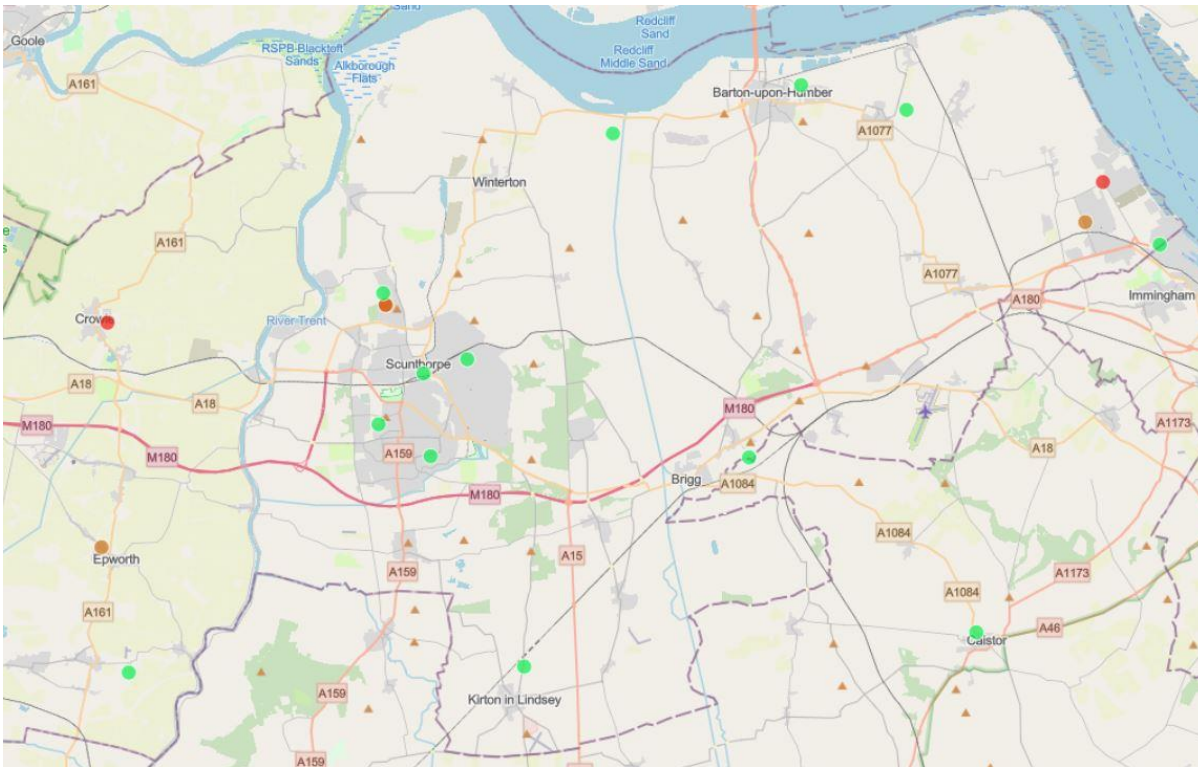 Sand
Redcliff
Sand
Goole
RSPB Blacktoft
Sands
Redcliff
Middle Sand
Alkborough
Flats
A161
Barton-upon-Humber
A1077
Winterton
A161
A1077
Immingham
A180
River Trent
Scunthorpe
A18
A18
M180
M180
A1173
M180
A159
A18
Brigg
A1084
M180
A1084
Epworth
A15
A159
A1173
A161
A1084
A46
Caistor
Kirton in Lindsey
A159
A159